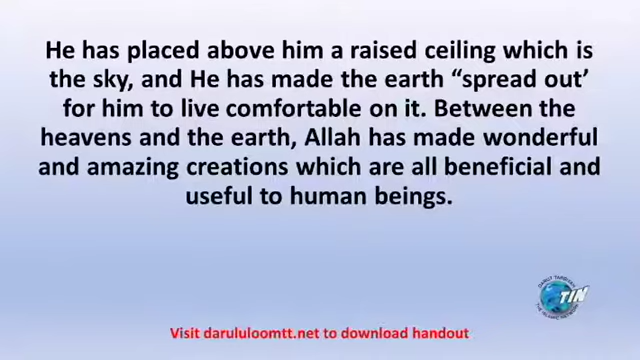 He has placed above him a raised ceiling which is
the sky, and He has made the earth “spread out’
for him to live comfortable on it. Between the
heavens and the earth, Allah has made wonderful
and amazing creations which are all beneficial and
useful to human beings.
TIN
Visit darululoomtt.net to download handout